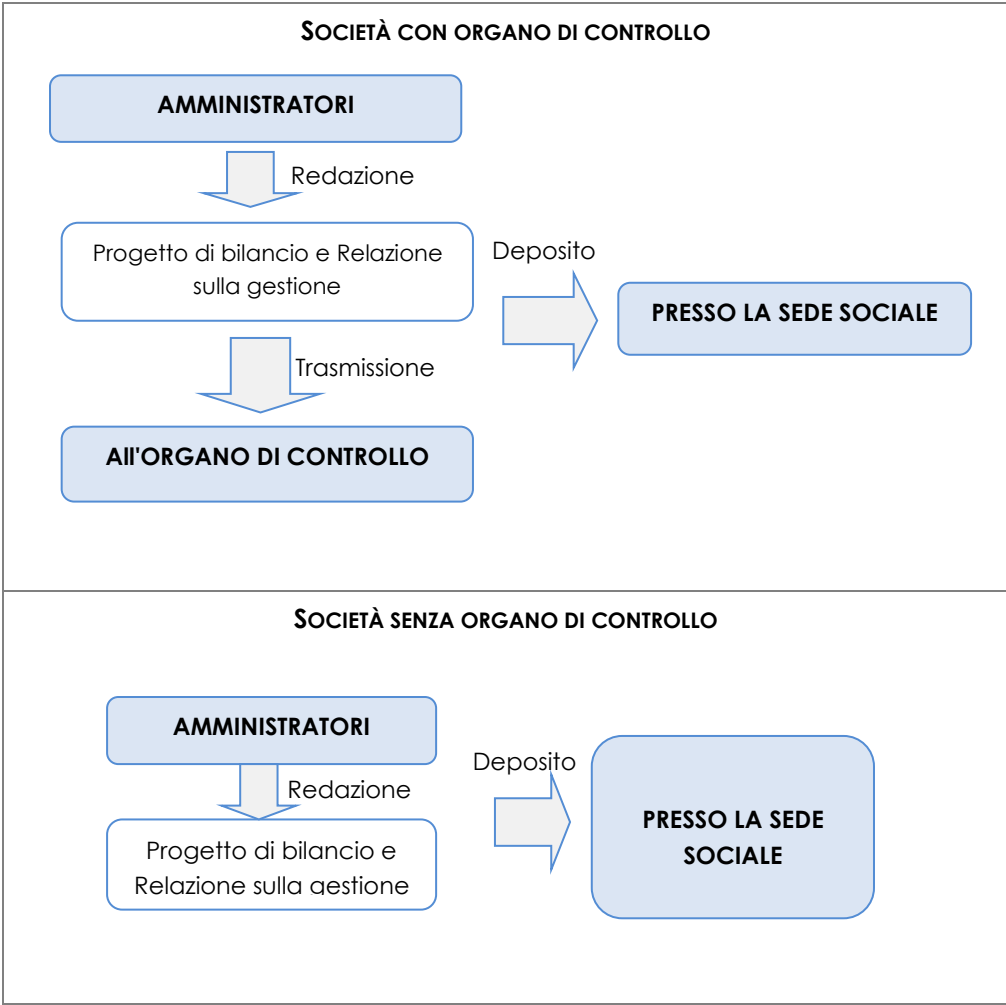 SOCIETÀ CON ORGANO DI CONTROLLO
AMMINISTRATORI
Redazione
Progetto di bilancio e Relazione
sulla gestione
Deposito
PRESSO LA SEDE SOCIALE
Trasmissione
All'ORGANO DI CONTROLLO
SOCIETÀ SENZA ORGANO DI CONTROLLO
AMMINISTRATORI
Redazione
Progetto di bilancio e
Relazione sulla gestione
Deposito
PRESSO LA SEDE
SOCIALE